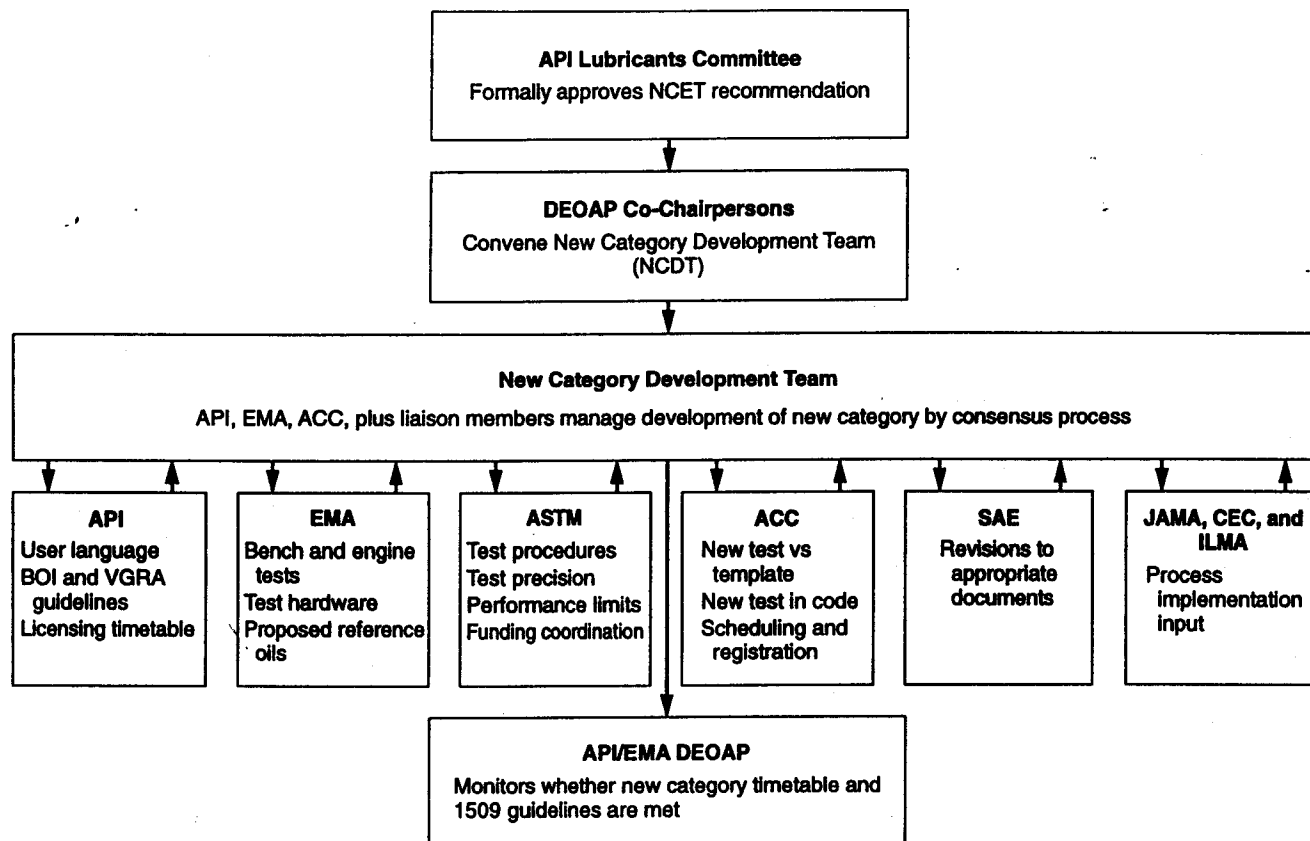 API Lubricants Committee
Formally approves NCET recommendation
DEOAP Co-Chairpersons
Convene New Category Development Team
(NCDT)
New Category Development Team
API, EMA, ACC, plus liaison members manage development of new category by consensus process
API
User language
BOI and VGRA
guidelines
Licensing timetable
EMA
Bench and engine
tests
Test hardware
Proposed reference
oils
ASTM
Test procedures
Test precision
Performance limits
Funding coordination
ACC
New test vs
template
New test in code
Scheduling and
registration
SAE
Revisions to
appropriate
documents
JAMA, CEC, and
ILMA
Process
implementation
input
API/EMA DEOAP
Monitors whether new category timetable and
1509 guidelines are met